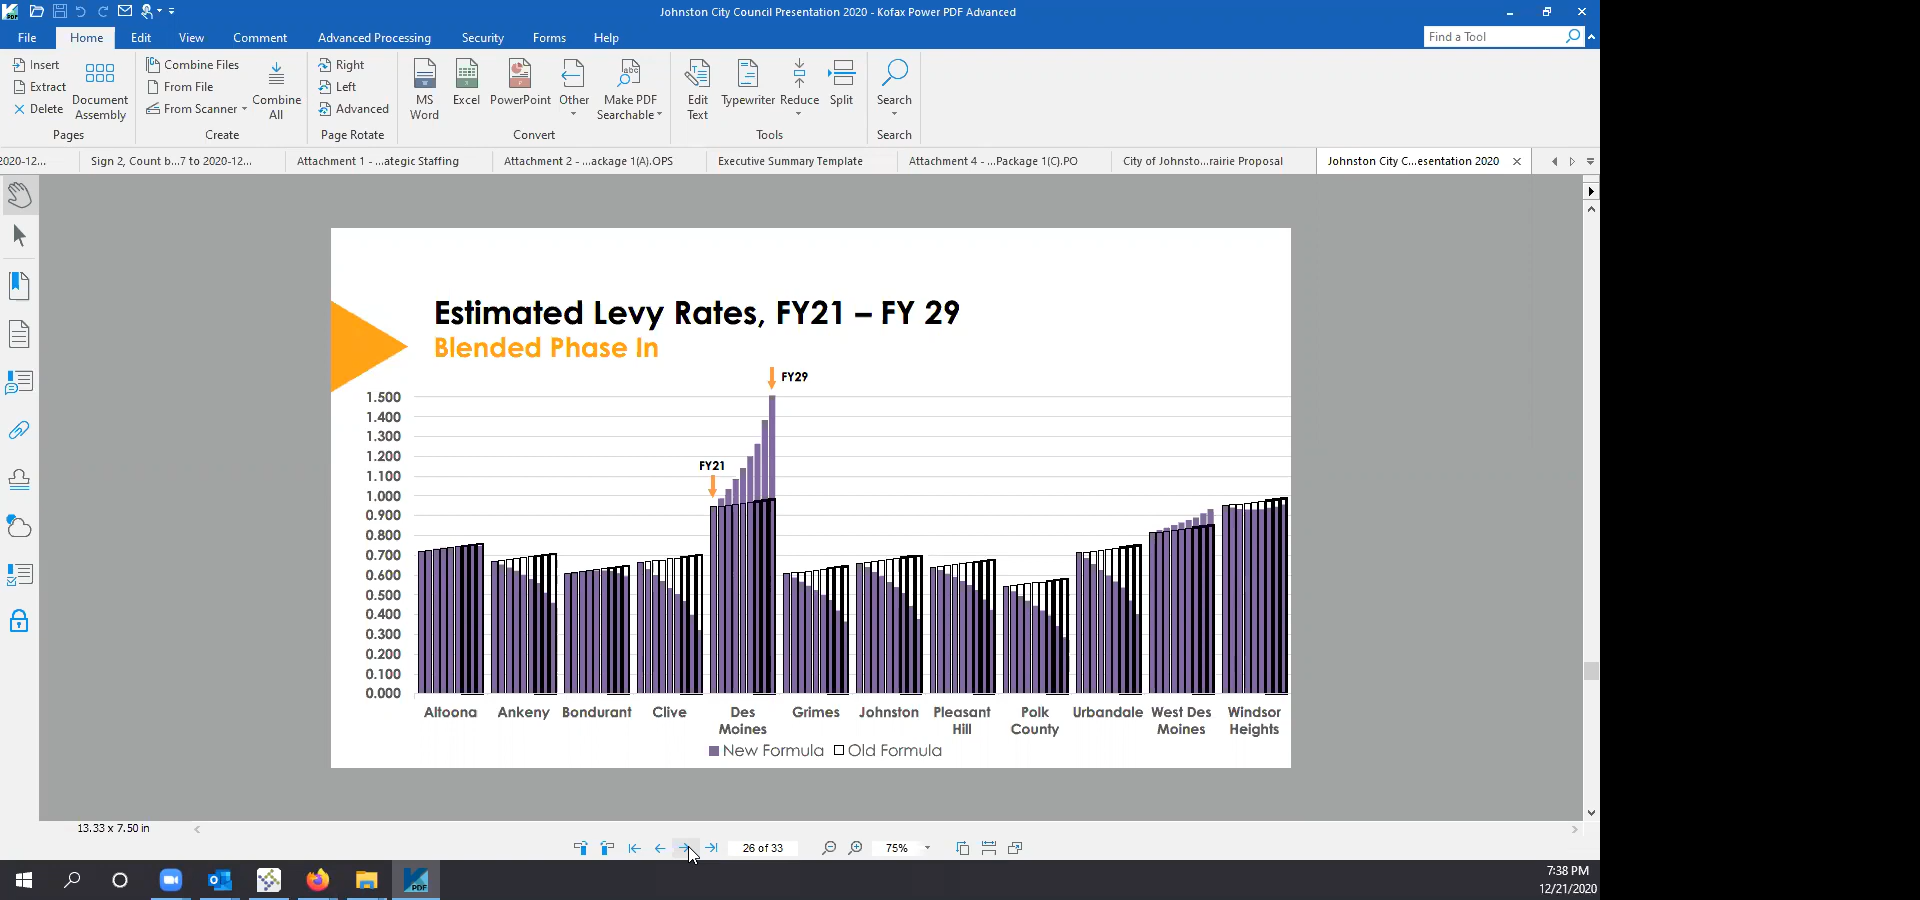 Johnston City Council Presentation 2020 - Kofax Power PDF Advanced
File Home Edit View Comment Advanced Processing Security Forms Help
Find a Tool
Insert
Extract
Delete
Pages
Document
Assembly
Combine Files
From File
From Scanner
Combine
All
Create
Right
Left
Advanced
Page Rotate
MS
Word
Excel
PowerPoint
Other
Make PDF
Searchable
Convert
Edit
Text
Typewriter
Reduce
Split
Tools
Search
Search
2020-12... Sign 2, Count b...7 to 2020-12... Attachment 1 - ...ategic Staffing Attachment 2 - ...ackage 1(A).OPS Executive Summary Template Attachment 4 - ...Package 1(C).PO City of Johnsto...rairie Proposal Johnston City C...esentation 2020
Estimated Levy Rates, FY21 – FY 29
Blended Phase In
FY29
FY21
1.500
1.400
1.300
1.200
1.100
1.000
0.900
0.800
0.700
0.600
0.500
0.400
0.300
0.200
0.100
0.000
Altoona
Ankeny
Bondurant
Clive
Des
Moines
Grimes
Johnston
Pleasant
Hill
Polk
County
Urbandale
West Des
Moines
Windsor
Heights
New Formula Old Formula
13.33 x 7.50 in
26 of 33
75%
7:38 PM
12/21/2020